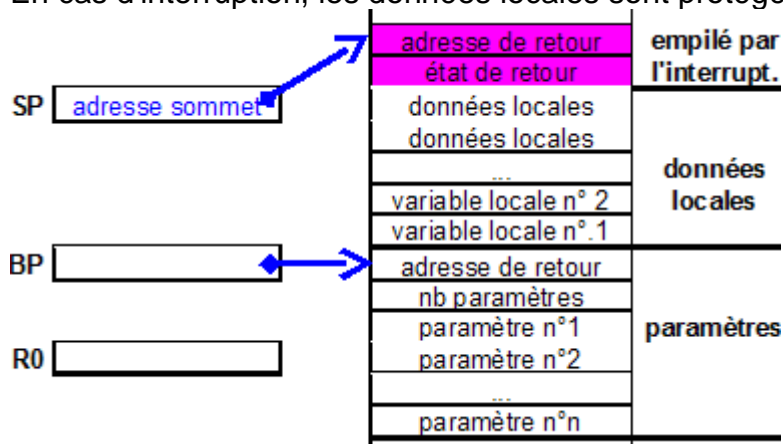 En cas d'interruption, les données locales sont protégé
adresse de retour
empilé par
état de retour
l'interrupt.
SP
adresse sommet
données locales
données locales
...
données
locales
variable locale n° 2
variable locale n°.1
BP
adresse de retour
nb paramètres
paramètre n°1
paramètres
R0
paramètre n°2
...
paramètre n°n